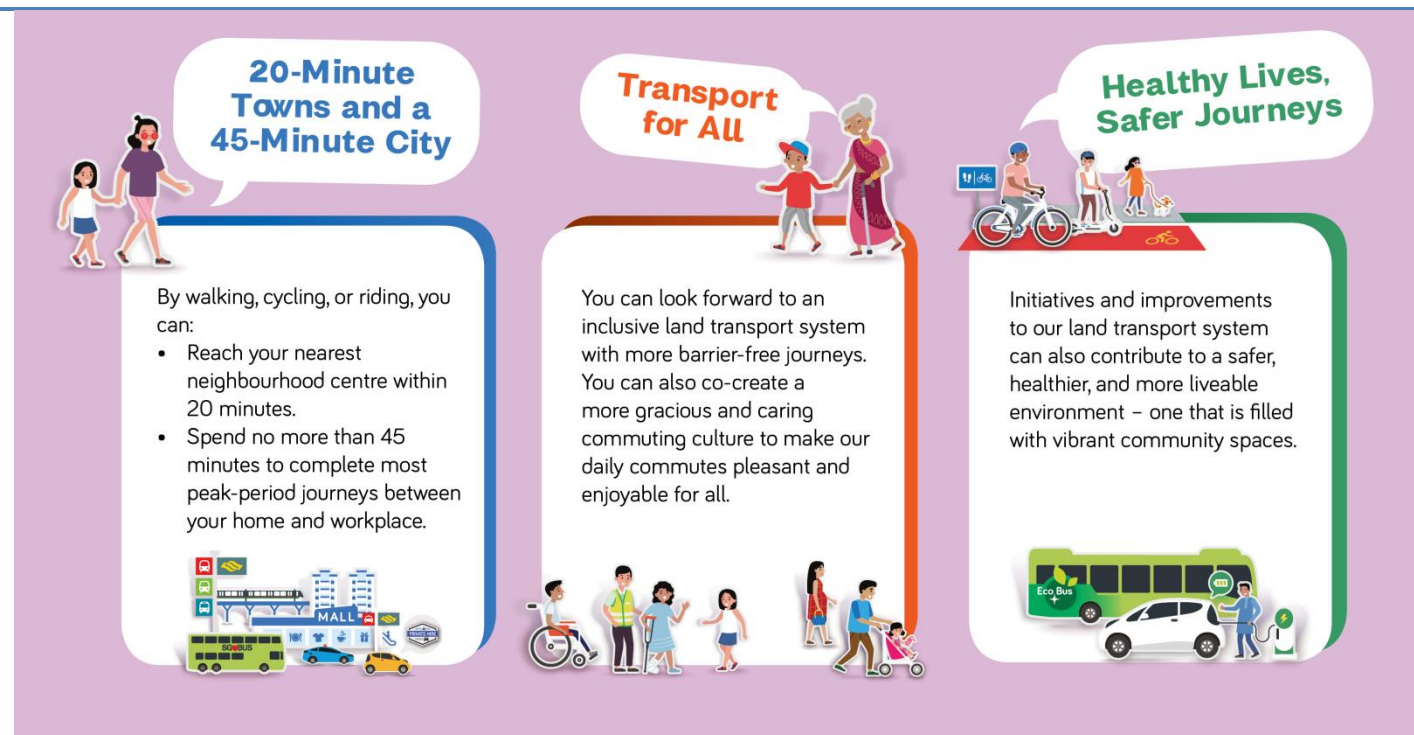 20-Minute
Towns and a
45-Minute City
By walking, cycling, or riding, you
can:
• Reach your nearest
neighbourhood centre within
20 minutes.
• Spend no more than 45
minutes to complete most
peak-period journeys between
your home and workplace.
MALL
SG♥BUS
PRIVATE HIRE
Transport
for All
You can look forward to an
inclusive land transport system
with more barrier-free journeys.
You can also co-create a
more gracious and caring
commuting culture to make our
daily commutes pleasant and
enjoyable for all.
Healthy Lives,
Safer Journeys
Initiatives and improvements
to our land transport system
can also contribute to a safer,
healthier, and more liveable
environment – one that is filled
with vibrant community spaces.
Eco Bus